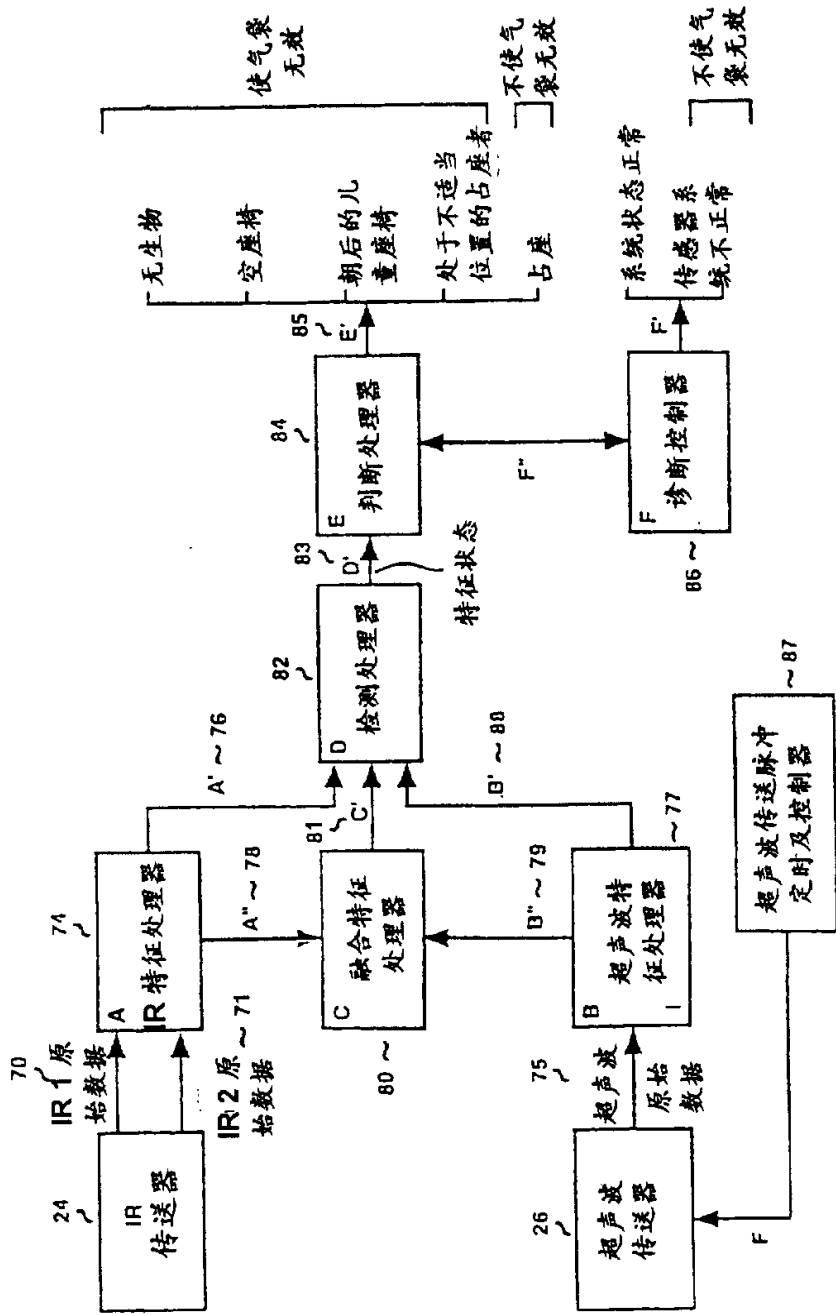 24
IR
传送器
70
IR 1 原
始数据
IR 2 原 ~ 71
始数据
74
A
IR 特征处理器
A' ~ 76
A" ~ 78
C
融合特征
处理器
80 ~
81
C'
26
超声波
传送器
75
超声波
原始
数据
B
超声波特
征处理器
I
~ 77
B" ~ 79
B' ~ 88
F
超声波传送脉冲
定时及控制器
~ 87
82
D
检测处理器
83
D'
特征状态
84
E
判断处理器
85
E'
F"
F
诊断控制器
86 ~
F'
无生物
空座椅
朝后的儿
童座椅
处于不适当
位置的占座者
占座
使气袋
无效
不使气
袋无效
系统状态正常
传感器系
统不正常
不使气
袋无效